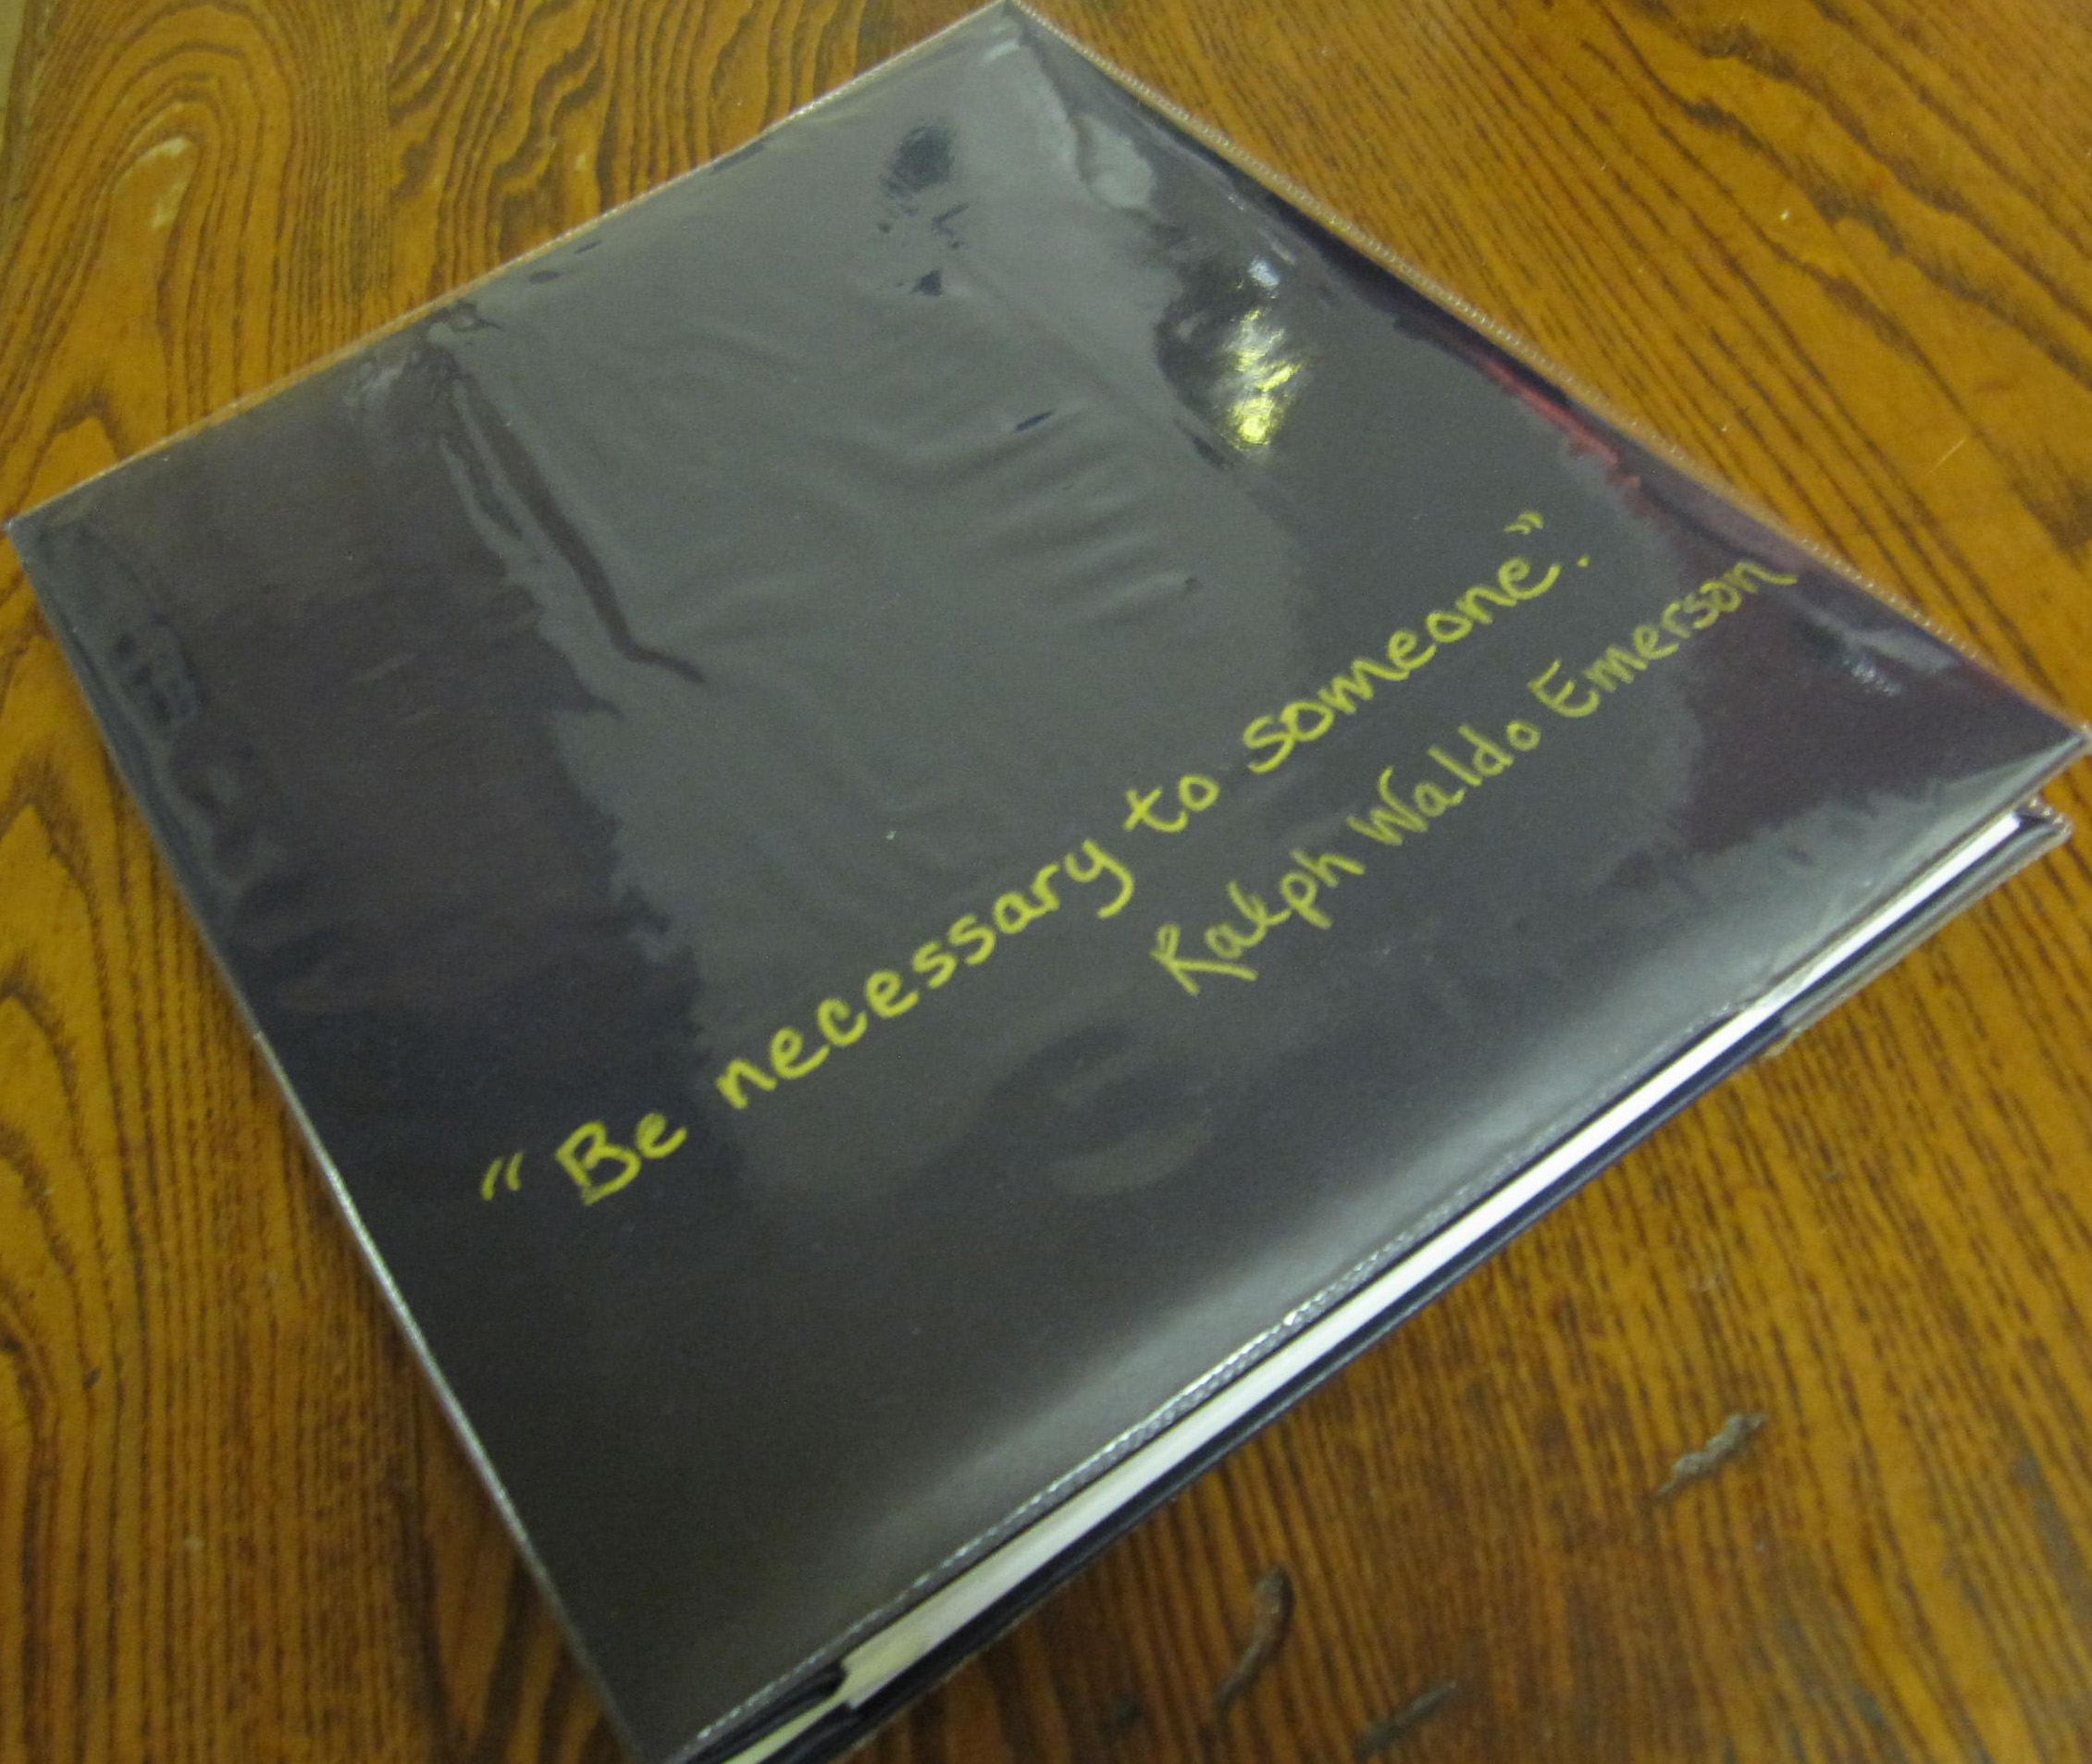 “Be necessary to someone”.
Ralph Waldo Emerson